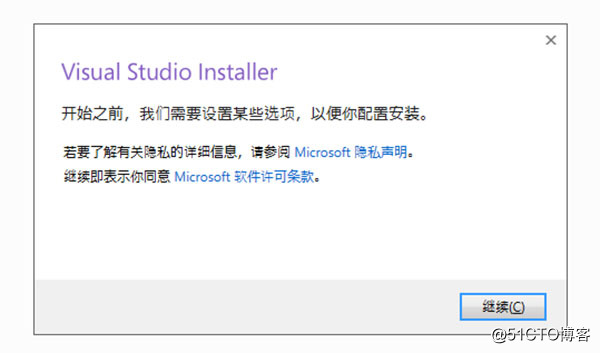 Visual Studio Installer
开始之前，我们需要设置某些选项，以便你配置安装。
若要了解有关隐私的详细信息，请参阅 Microsoft 隐私声明。
继续即表示你同意 Microsoft 软件许可条款。
继续(C)
@51CTO博客